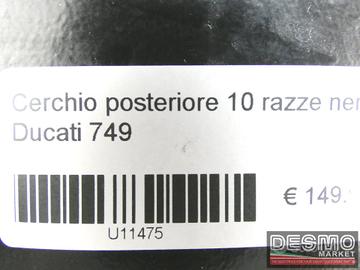 Cerchio posteriore 10 razze ner
Ducati 749
€ 149.
U11475
DESMO
MARKET